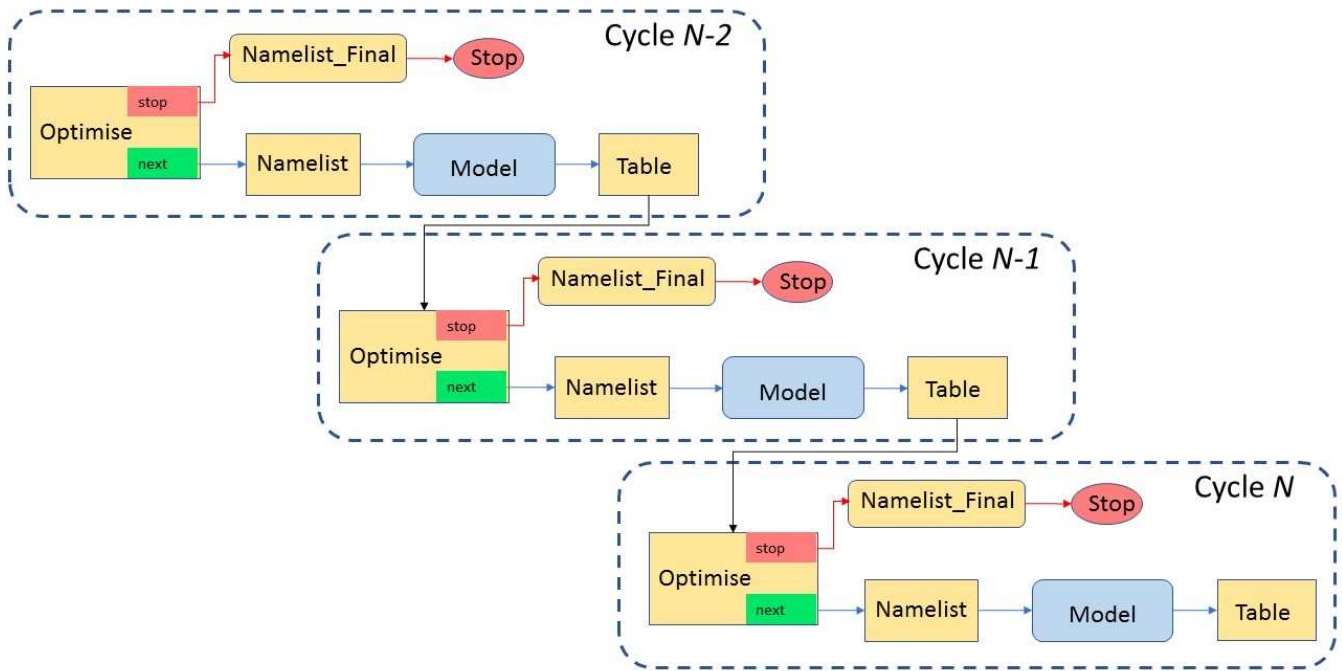 Cycle N-2
Namelist_Final
Stop
stop
Optimise
next
Namelist
Model
Table
Cycle N-1
Namelist_Final
Stop
stop
Optimise
next
Namelist
Model
Table
Cycle N
Namelist_Final
Stop
stop
Optimise
next
Namelist
Model
Table